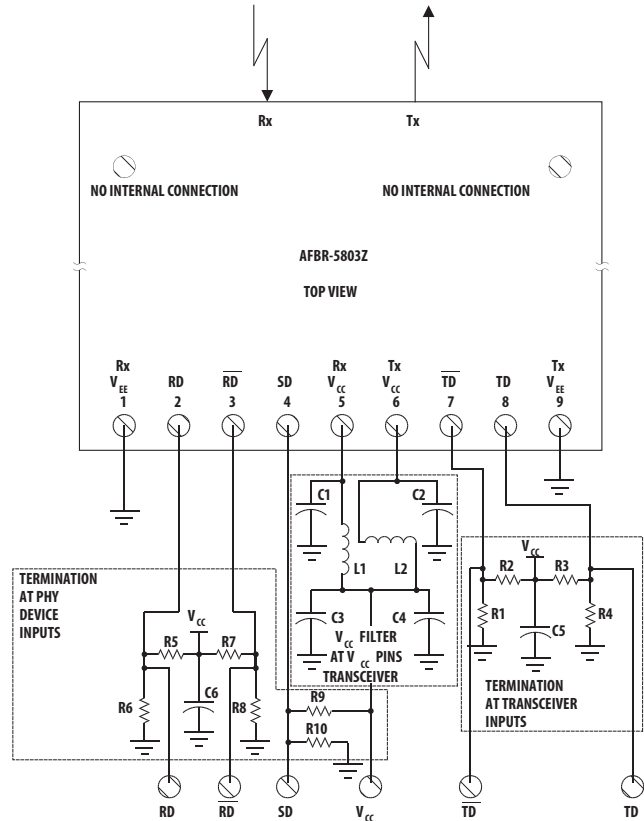 Rx Tx
NO INTERNAL CONNECTION NO INTERNAL CONNECTION
AFBR-5803Z
TOP VIEW
Rx Rx Tx Tx
VEE RD RD SD VCC VCC TD TD VEE
1 2 3 4 5 6 7 8 9
C1 C2
L1 L2
TERMINATION
AT PHY
DEVICE
INPUTS
VCC
R2 R3
R1 C5 R4
C3 C4
VCC FILTER
AT VCC PINS
TRANSCEIVER
TERMINATION
AT TRANSCEIVER
INPUTS
VCC
R5 R7
R6 C6 R8
R9
R10
RD RD SD VCC TD TD